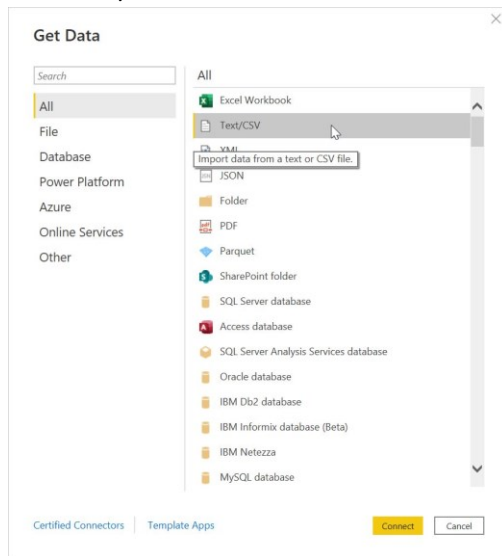 Get Data
Search
All
File
Database
Power Platform
Azure
Online Services
Other
All
Excel Workbook
Text/CSV
XML
Import data from a text or CSV file.
JSON
Folder
PDF
Parquet
SharePoint folder
SQL Server database
Access database
SQL Server Analysis Services database
Oracle database
IBM Db2 database
IBM Informix database (Beta)
IBM Netezza
MySQL database
Certified Connectors
Template Apps
Connect
Cancel